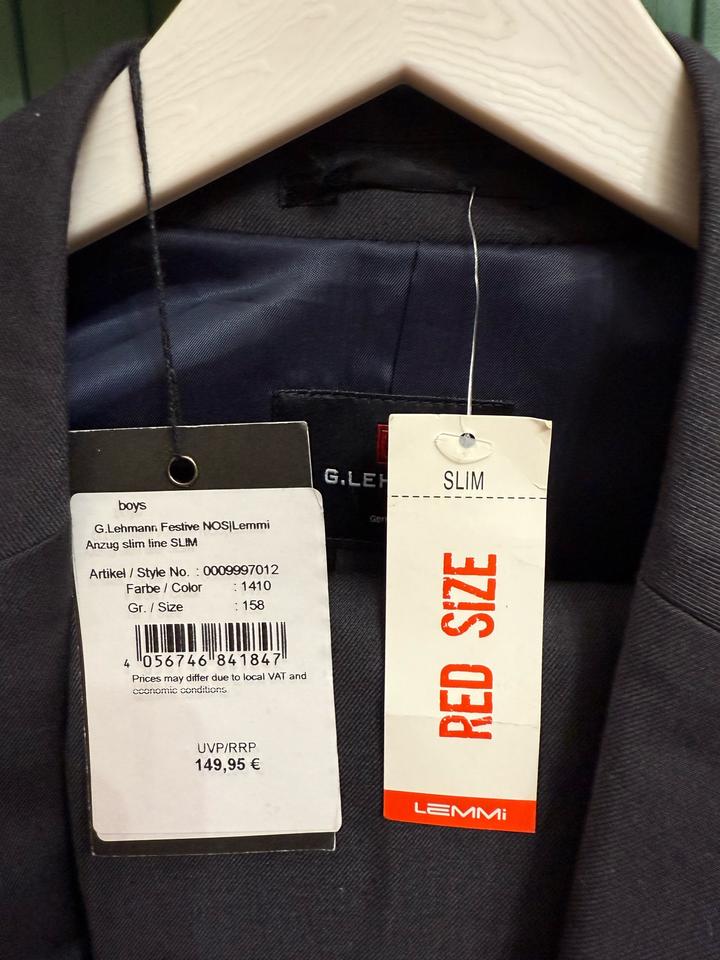 boys
G.Lehmann Festive NOS|Lemmi
Anzug slim line SLIM
Artikel / Style No. : 0009997012
Farbe / Color : 1410
Gr. / Size : 158
4 056746 841847
Prices may differ due to local VAT and
economic conditions.
UVP/RRP
149,95 €
SLIM
RED SIZE
LEMMi